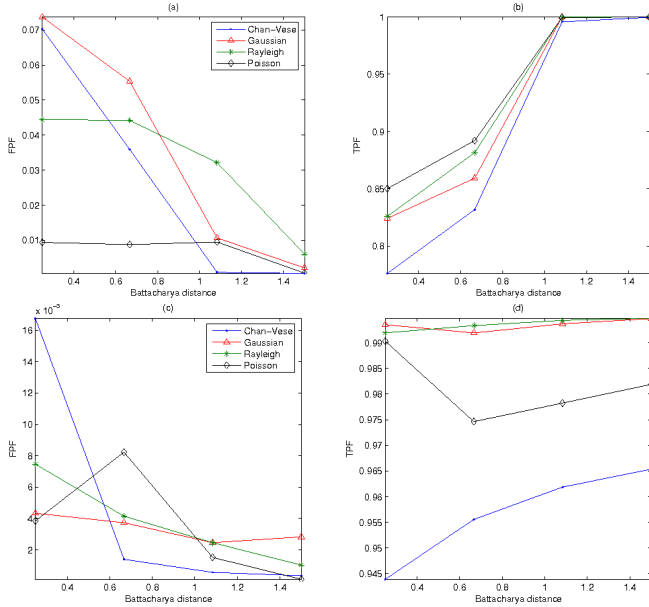 (a)
0.07
0.06
0.05
0.04
0.03
0.02
0.01
FPF
Chan-Vese
Gaussian
Rayleigh
Poisson
0.4 0.6 0.8 1 1.2 1.4
Battacharya distance
(b)
1
0.95
0.9
0.85
0.8
TPF
0.4 0.6 0.8 1 1.2 1.4
Battacharya distance
(c)
x 10⁻³
16
14
12
10
8
6
4
2
FPF
Chan-Vese
Gaussian
Rayleigh
Poisson
0.4 0.6 0.8 1 1.2 1.4
Battacharya distance
(d)
0.99
0.985
0.98
0.975
0.97
0.965
0.96
0.955
0.95
0.945
TPF
0.4 0.6 0.8 1 1.2 1.4
Battacharya distance